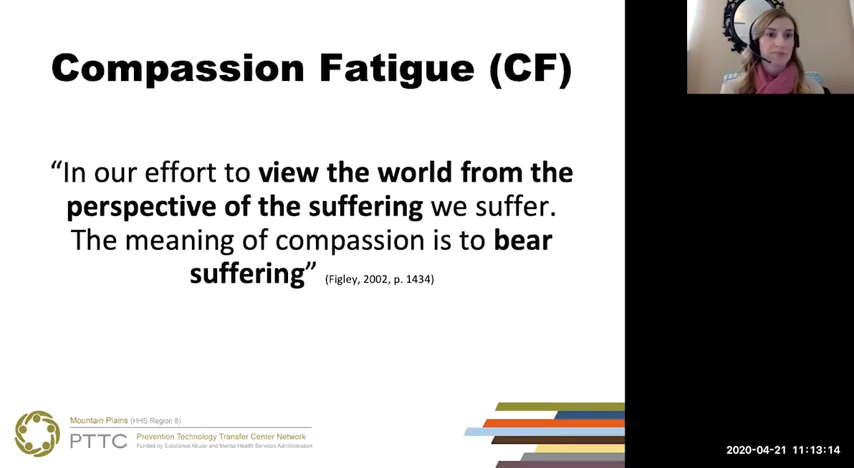 Compassion Fatigue (CF)
“In our effort to view the world from the
perspective of the suffering we suffer.
The meaning of compassion is to bear
suffering” (Figley, 2002, p. 1434)
Mountain Plains (HHS Region 8)
PTTC Prevention Technology Transfer Center Network
Funded by Substance Abuse and Mental Health Services Administration
2020-04-21 11:13:14